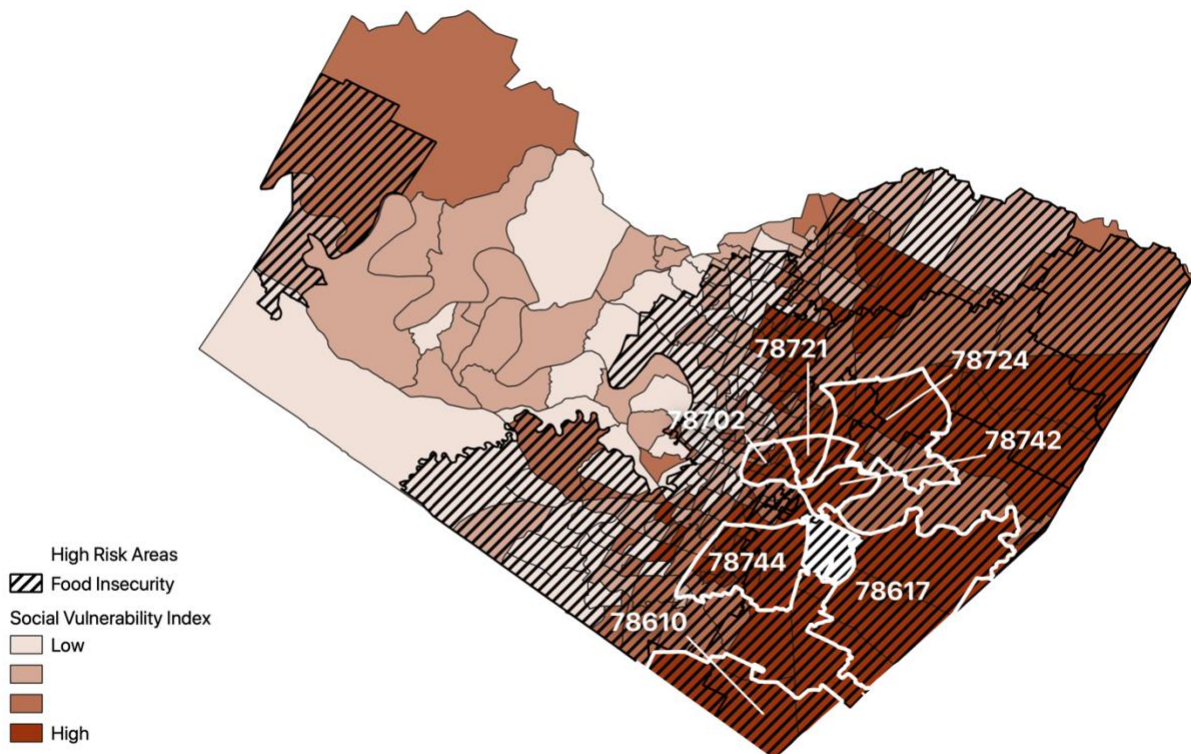 78721
78724
78702
78742
78744
78617
78610
High Risk Areas
Food Insecurity
Social Vulnerability Index
Low
High